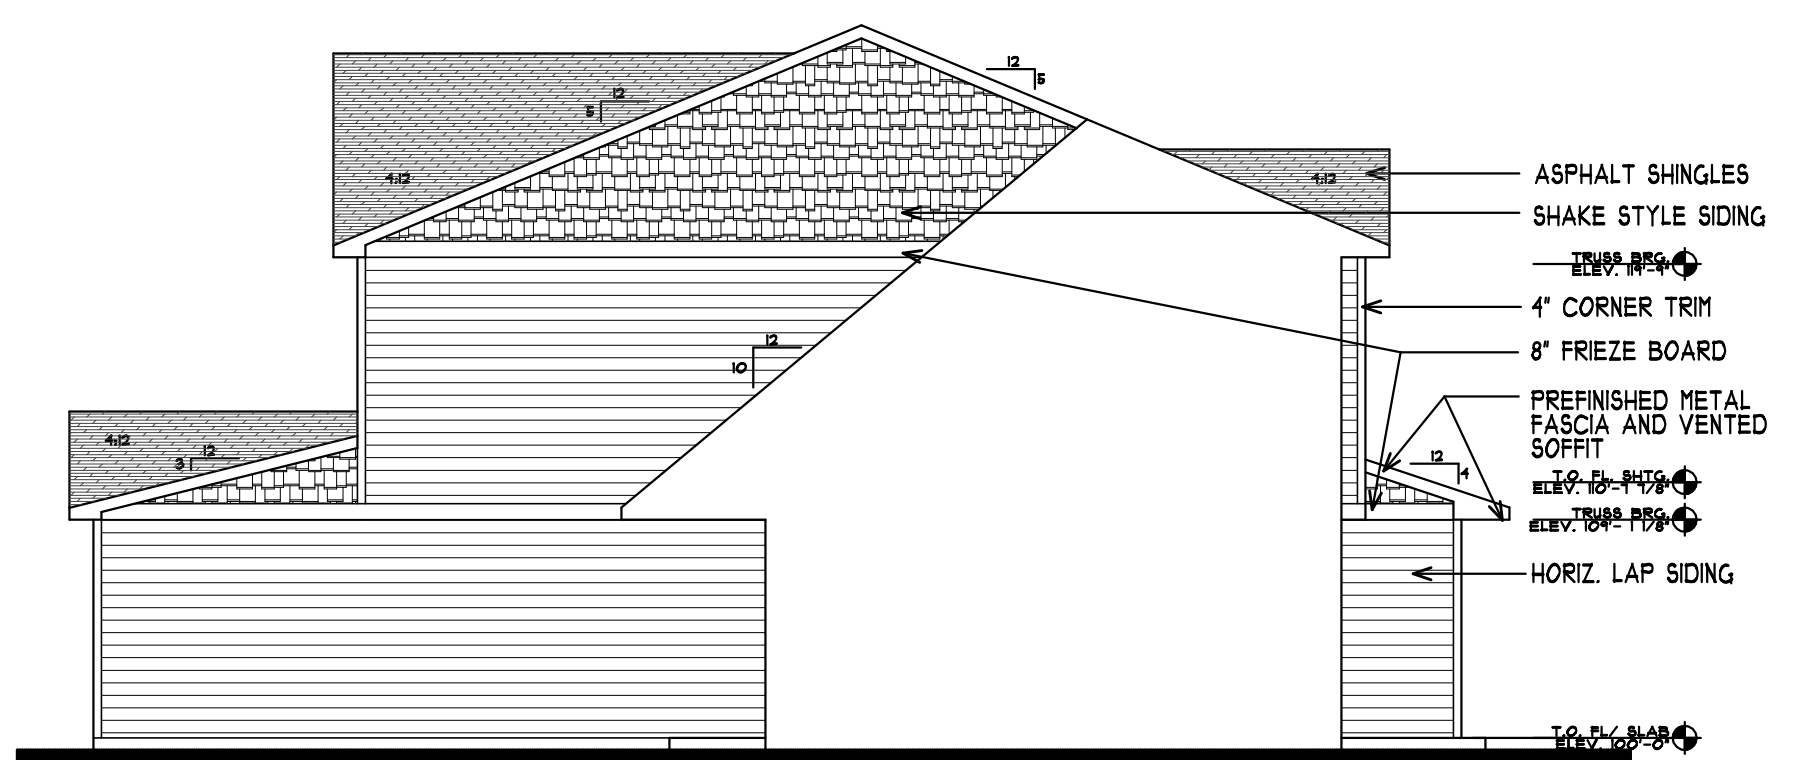 12
5
12
5
4:12
4:12
ASPHALT SHINGLES
SHAKE STYLE SIDING
TRUSS BRG.
ELEV. 119'-9"
4" CORNER TRIM
12
10
8" FRIEZE BOARD
PREFINISHED METAL
FASCIA AND VENTED
SOFFIT
4:12
12
3
12
4
T.O. FL. SHTG.
ELEV. 110'-7 7/8"
TRUSS BRG.
ELEV. 109'- 1 1/8"
HORIZ. LAP SIDING
T.O. FL/ SLAB
ELEV. 100'-0"